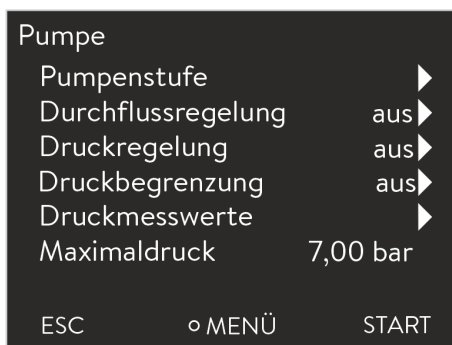 Pumpe
Pumpenstufe
Durchflussregelung aus
Druckregelung aus
Druckbegrenzung aus
Druckmesswerte
Maximaldruck 7,00 bar
ESC MENÜ START